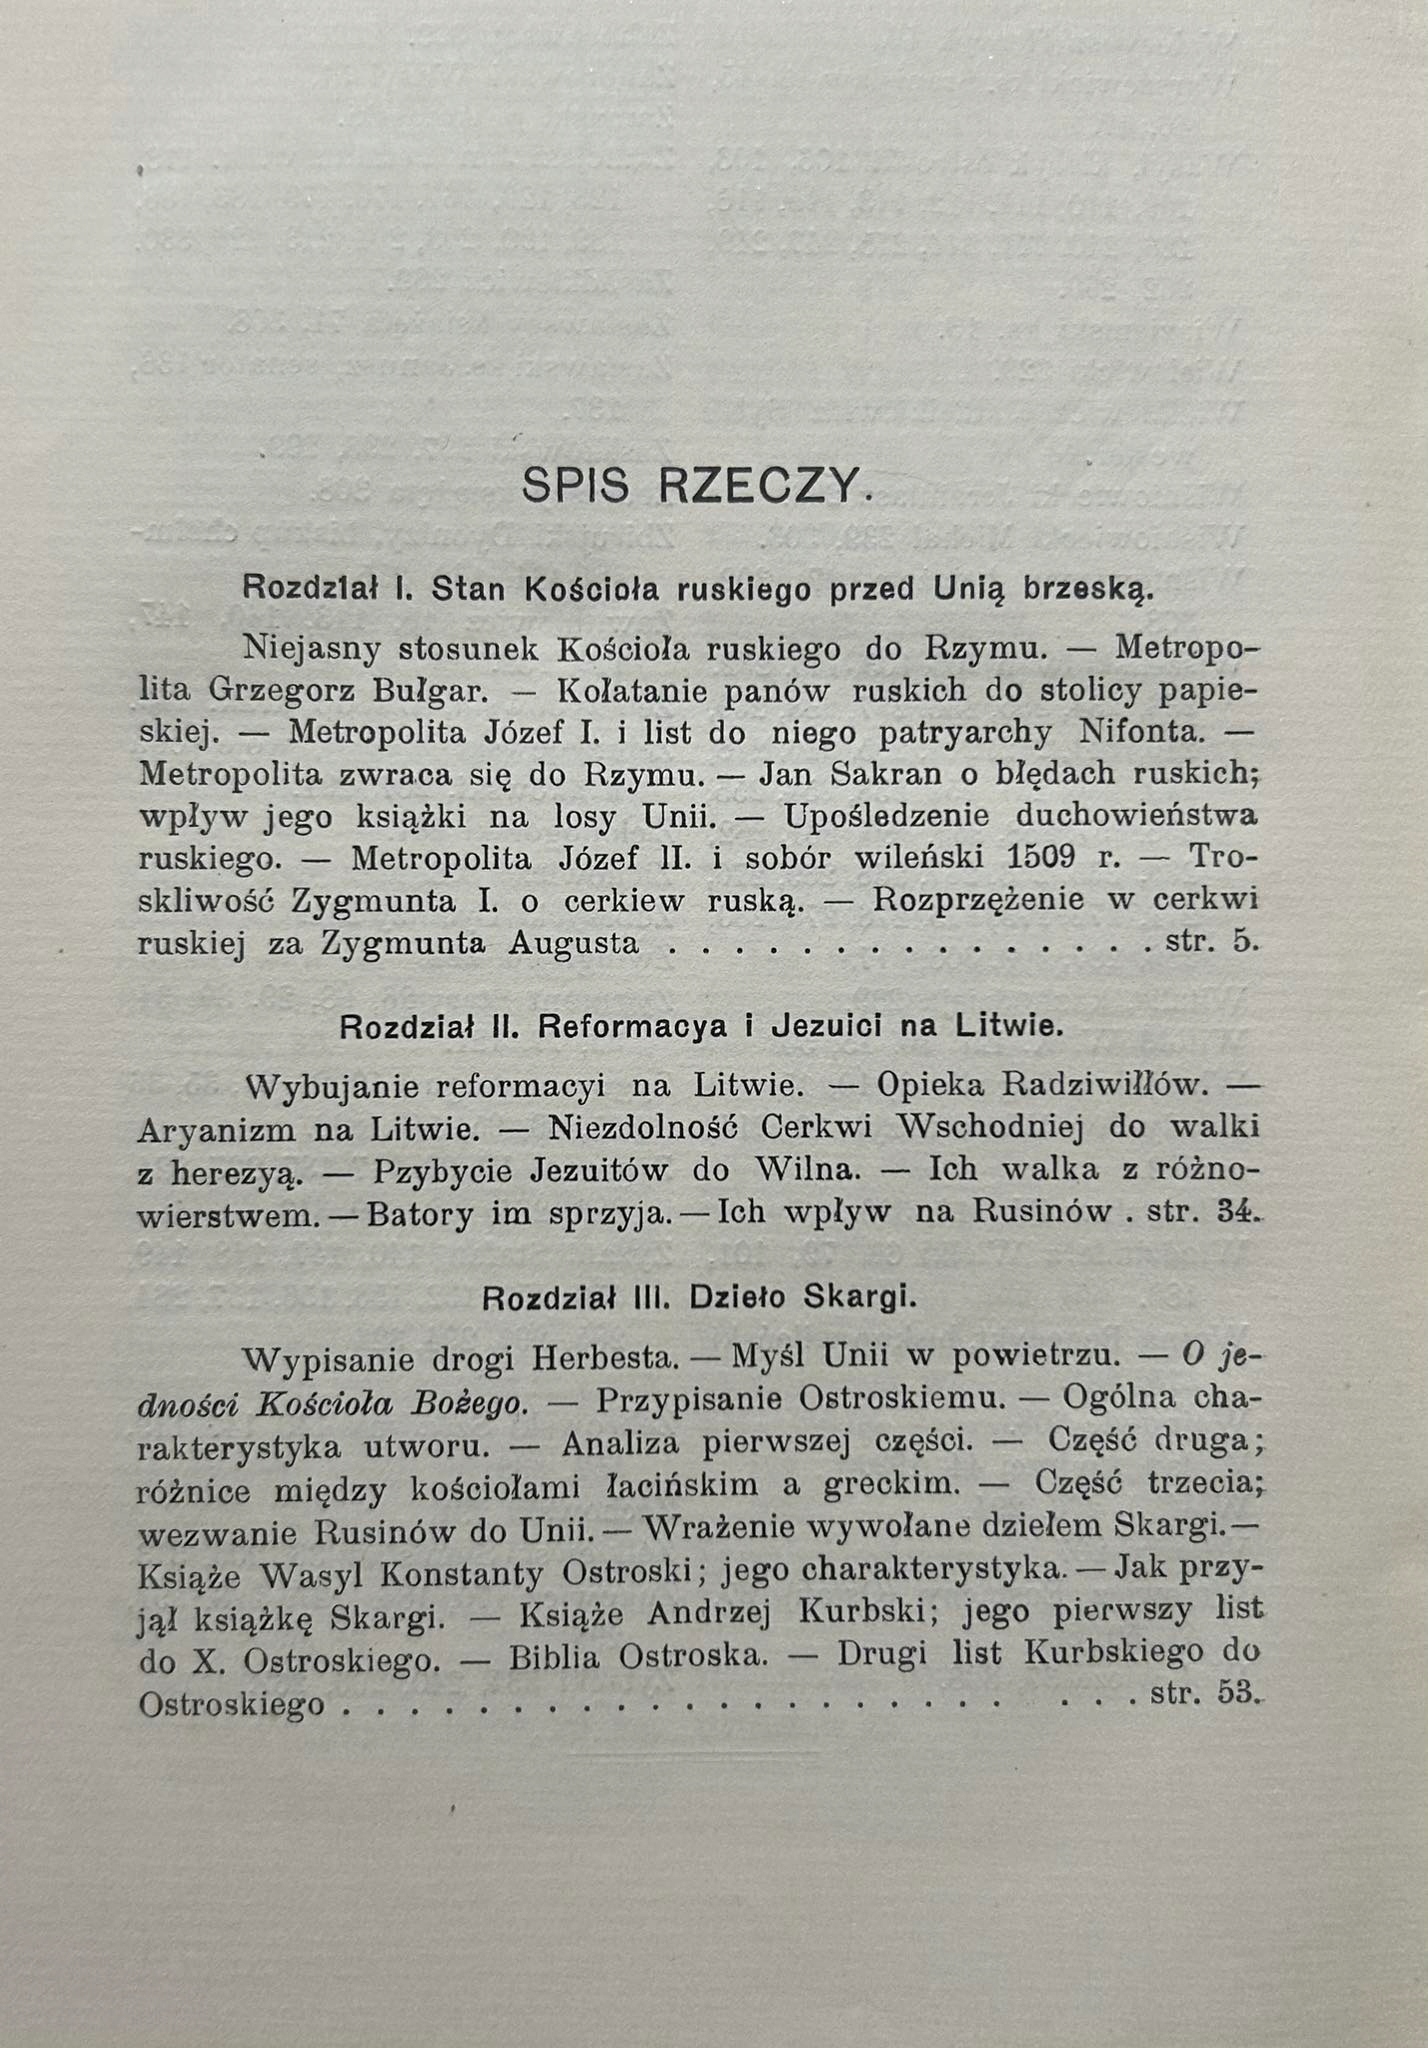 SPIS RZECZY.
Rozdział I. Stan Kościoła ruskiego przed Unią brzeską.
Niejasny stosunek Kościoła ruskiego do Rzymu. — Metropo-
lita Grzegorz Bułgar. — Kołatanie panów ruskich do stolicy papie-
skiej. — Metropolita Józef I. i list do niego patryarchy Nifonta. —
Metropolita zwraca się do Rzymu. — Jan Sakran o błędach ruskich;
wpływ jego książki na losy Unii. — Upośledzenie duchowieństwa
ruskiego. — Metropolita Józef II. i sobór wileński 1509 r. — Tro-
skliwość Zygmunta I. o cerkiew ruską. — Rozprzężenie w cerkwi
ruskiej za Zygmunta Augusta . . . . . . . . . . . . . . . str. 5.
Rozdział II. Reformacya i Jezuici na Litwie.
Wybujanie reformacyi na Litwie. — Opieka Radziwiłłów. —
Aryanizm na Litwie. — Niezdolność Cerkwi Wschodniej do walki
z herezyą. — Pzybycie Jezuitów do Wilna. — Ich walka z różno-
wierstwem. — Batory im sprzyja. — Ich wpływ na Rusinów . str. 34.
Rozdział III. Dzieło Skargi.
Wypisanie drogi Herbesta. — Myśl Unii w powietrzu. — O je-
dności Kościoła Bożego. — Przypisanie Ostroskiemu. — Ogólna cha-
rakterystyka utworu. — Analiza pierwszej części. — Część druga;
różnice między kościołami łacińskim a greckim. — Część trzecia;
wezwanie Rusinów do Unii. — Wrażenie wywołane dziełem Skargi. —
Książe Wasyl Konstanty Ostroski; jego charakterystyka. — Jak przy-
jął książkę Skargi. — Książe Andrzej Kurbski; jego pierwszy list
do X. Ostroskiego. — Biblia Ostroska. — Drugi list Kurbskiego do
Ostroskiego . . . . . . . . . . . . . . . . . . . . . . . str. 53.